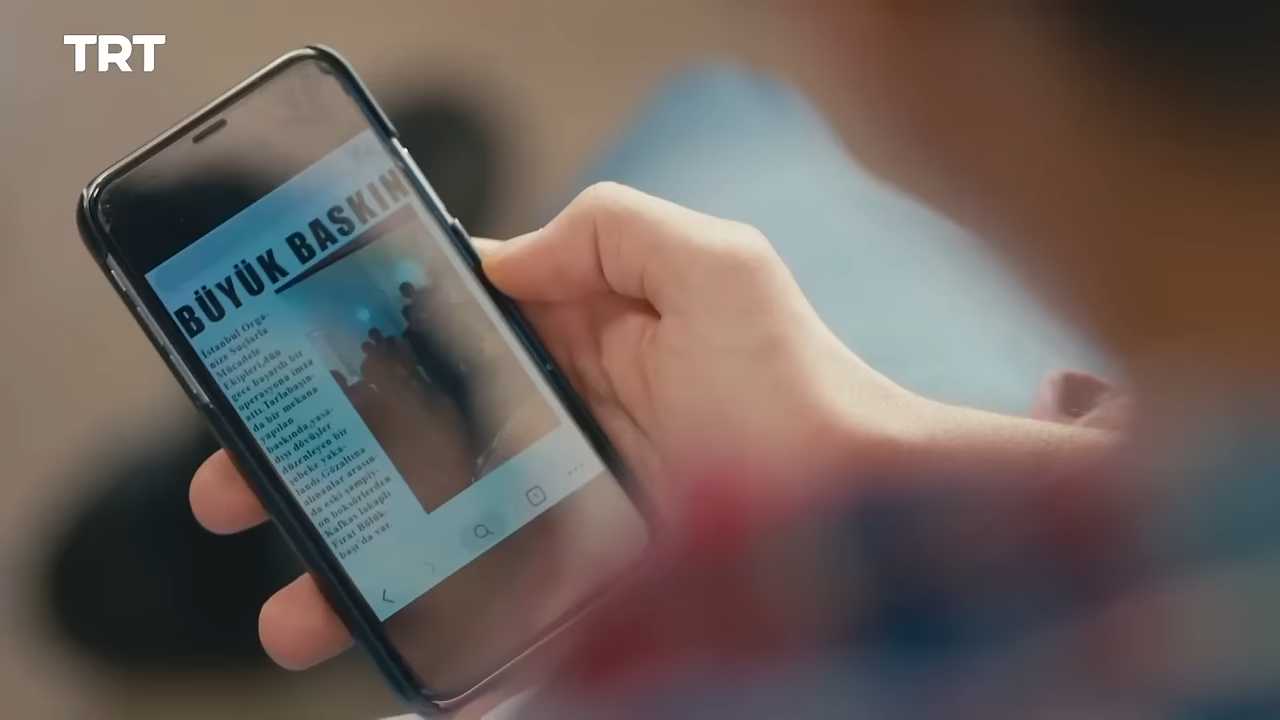 TRT
BÜYÜK BASKIN
İstanbul Orga-
nize Suçlarla
Mücadele
Ekipleri,dün
gece başarılı bir
operasyona imza
attı.Tarlabaşın-
da bir mekana
yapılan
baskında,yasa-
dışı dövüşler
düzenleyen bir
şebeke yaka-
landı.Gözaltına
alınanlar arasın-
da eski şampiy-
on boksörlerden
Kafkas lakaplı
Fırat Bölük-
başı'da var.